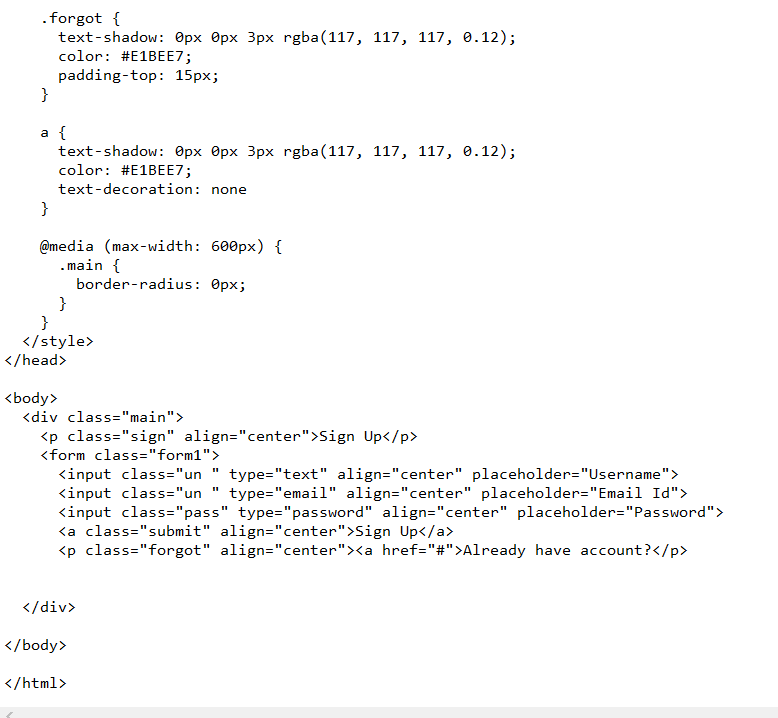 .forgot {
text-shadow: 0px 0px 3px rgba(117, 117, 117, 0.12);
color: #E1BEE7;
padding-top: 15px;
}
a {
text-shadow: 0px 0px 3px rgba(117, 117, 117, 0.12);
color: #E1BEE7;
text-decoration: none
}
@media (max-width: 600px) {
.main {
border-radius: 0px;
}
}
</style>
</head>
<body>
<div class="main">
<p class="sign" align="center">Sign Up</p>
<form class="form1">
<input class="un " type="text" align="center" placeholder="Username">
<input class="un " type="email" align="center" placeholder="Email Id">
<input class="pass" type="password" align="center" placeholder="Password">
<a class="submit" align="center">Sign Up</a>
<p class="forgot" align="center"><a href="#">Already have account?</p>
</div>
</body>
</html>